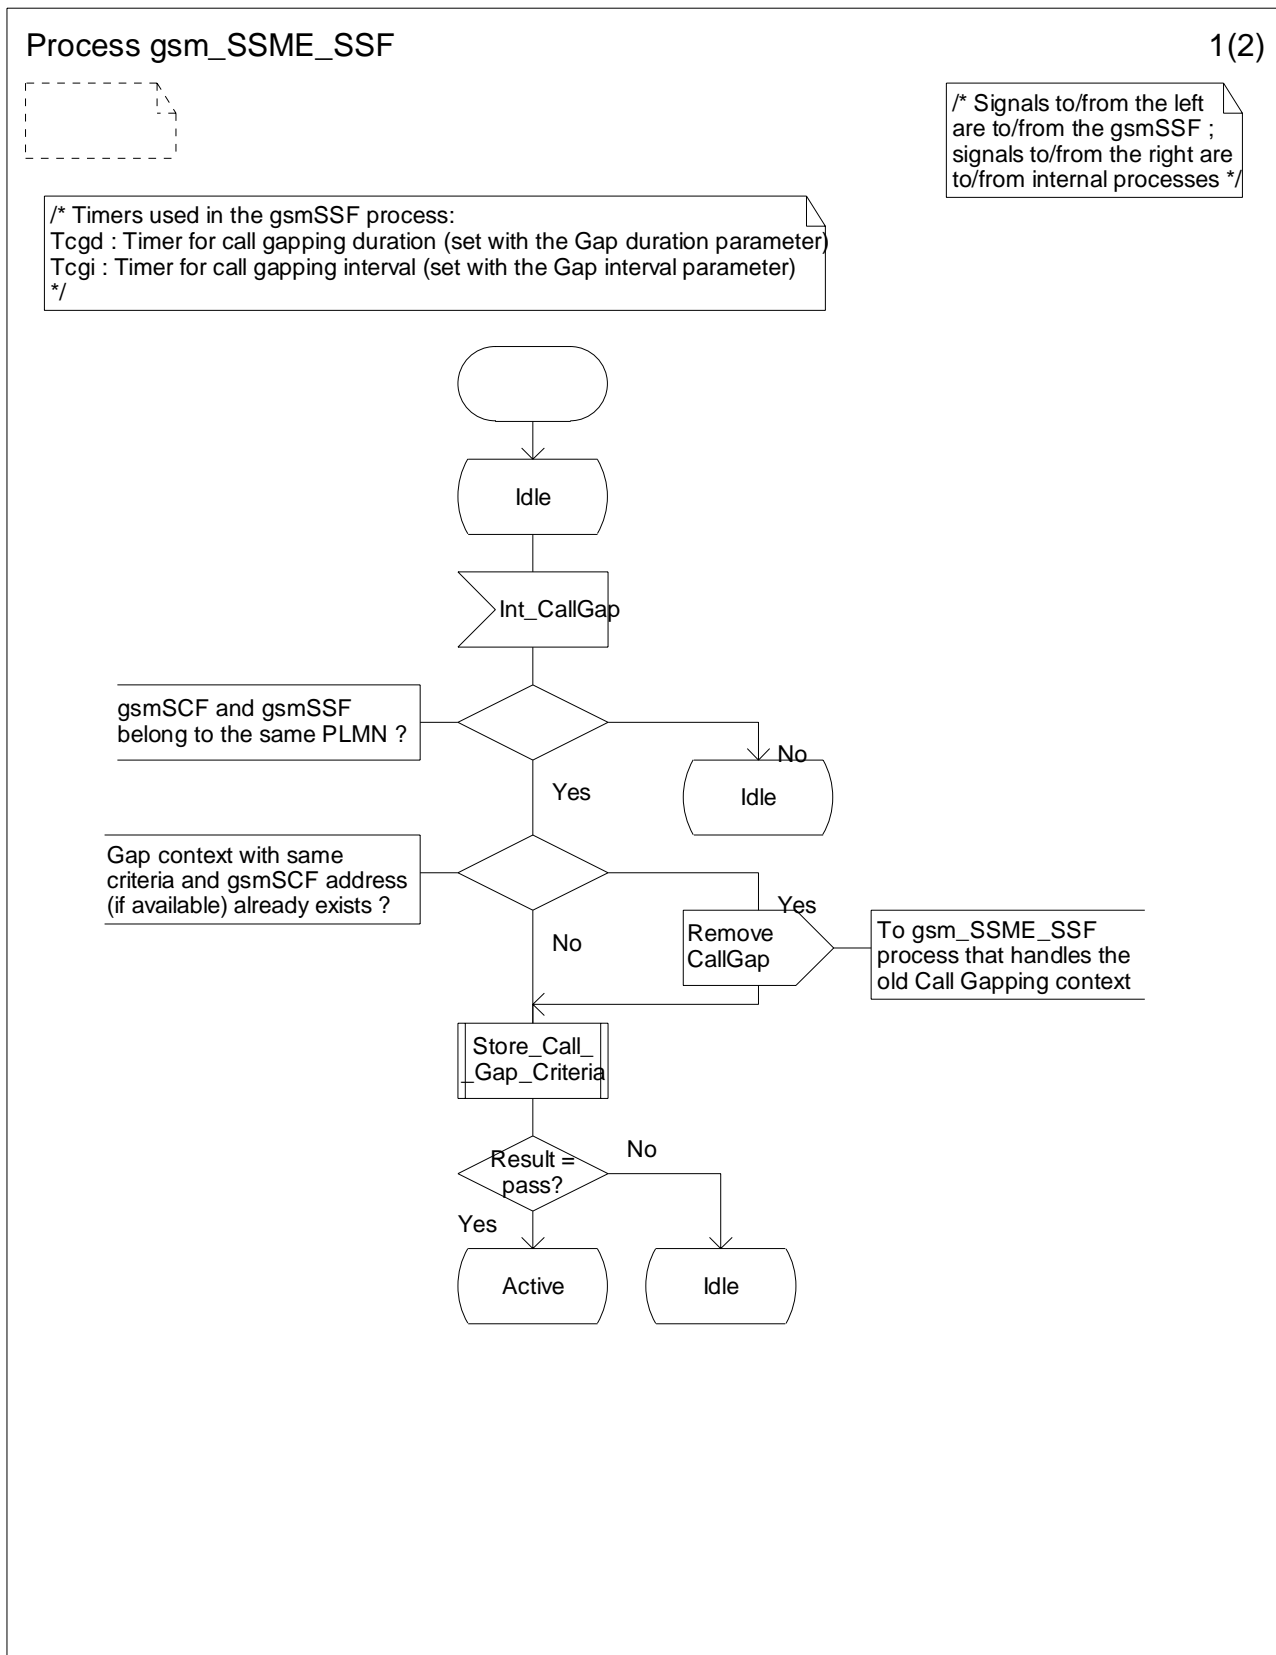 Process gsm_SSME_SSF
1(2)
/* Signals to/from the left
are to/from the gsmSSF ;
signals to/from the right are
to/from internal processes */
/* Timers used in the gsmSSF process:
Tcgd : Timer for call gapping duration (set with the Gap duration parameter)
Tcgi : Timer for call gapping interval (set with the Gap interval parameter)
*/
Idle
Int_CallGap
gsmSCF and gsmSSF
belong to the same PLMN ?
No
Yes
Idle
Gap context with same
criteria and gsmSCF address
(if available) already exists ?
Yes
No
Remove
CallGap
To gsm_SSME_SSF
process that handles the
old Call Gapping context
Store_Call_
_Gap_Criteria
Result =
pass?
No
Yes
Active
Idle